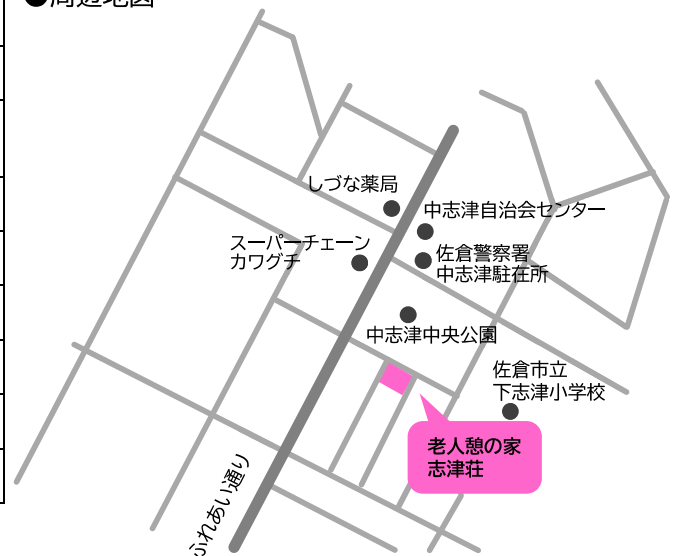 ●周辺地図
しづな薬局
中志津自治会センター
スーパーチェーン
カワグチ
佐倉警察署
中志津駐在所
中志津中央公園
佐倉市立
下志津小学校
老人憩の家
志津荘
ふれあい通り